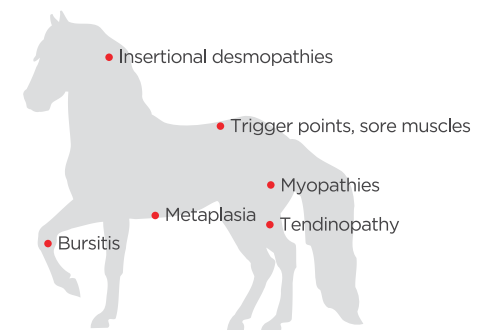 Insertional desmopathies
Trigger points, sore muscles
Myopathies
Metaplasia
Tendinopathy
Bursitis